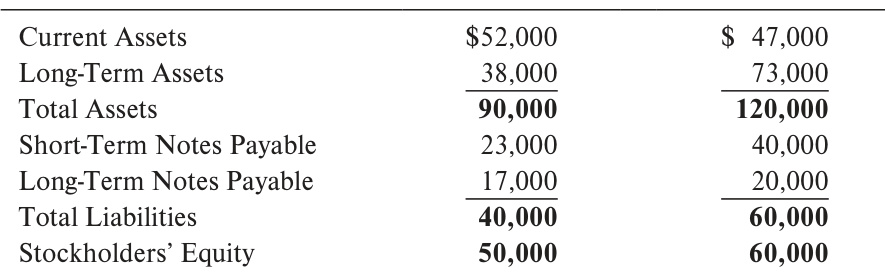 Current Assets $52,000 $ 47,000
Long-Term Assets 38,000 73,000
Total Assets 90,000 120,000
Short-Term Notes Payable 23,000 40,000
Long-Term Notes Payable 17,000 20,000
Total Liabilities 40,000 60,000
Stockholders’ Equity 50,000 60,000